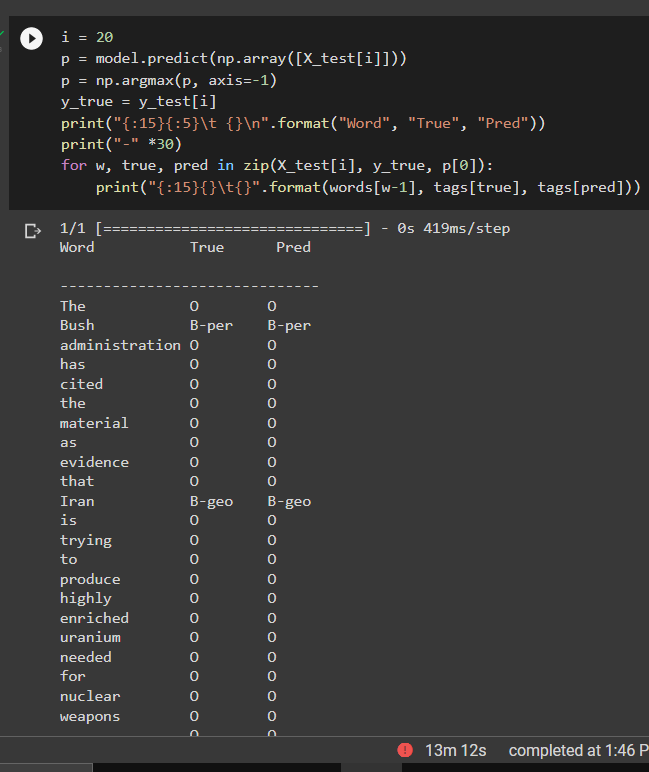 i = 20
p = model.predict(np.array([X_test[i]]))
p = np.argmax(p, axis=-1)
y_true = y_test[i]
print("{:15}{:5}\t {}\n".format("Word", "True", "Pred"))
print("-" *30)
for w, true, pred in zip(X_test[i], y_true, p[0]):
    print("{:15}{}\t{}".format(words[w-1], tags[true], tags[pred]))
1/1 [==============================] - 0s 419ms/step
Word True Pred
------------------------------
The O O
Bush B-per B-per
administration O O
has O O
cited O O
the O O
material O O
as O O
evidence O O
that O O
Iran B-geo B-geo
is O O
trying O O
to O O
produce O O
highly O O
enriched O O
uranium O O
needed O O
for O O
nuclear O O
weapons O O
13m 12s completed at 1:46 P